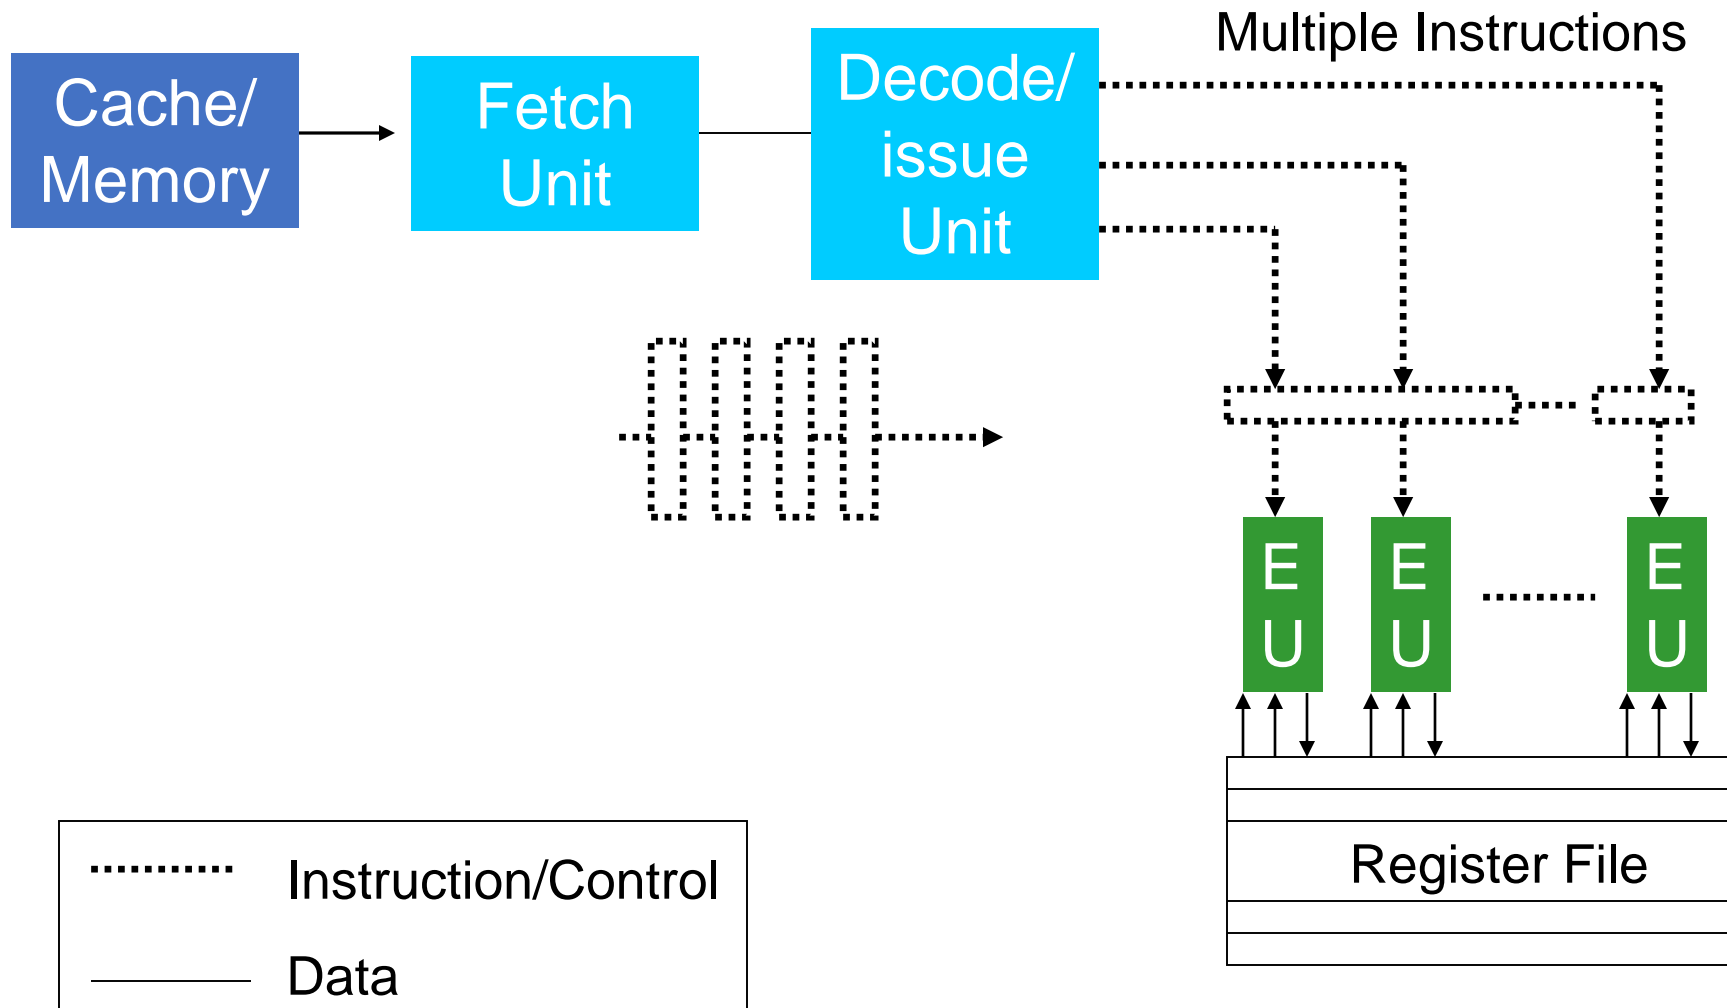 Cache/
Memory
Fetch
Unit
Decode/
issue
Unit
Multiple Instructions
E
U
E
U
E
U
Register File
Instruction/Control
Data